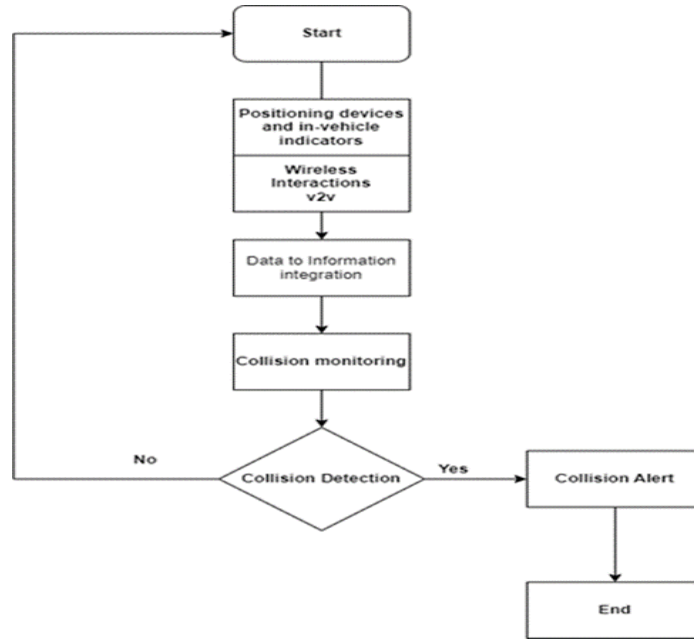 Start
Positioning devices
and in-vehicle
indicators
Wireless
Interactions
v2v
Data to Information
integration
Collision monitoring
No
Collision Detection
Yes
Collision Alert
End